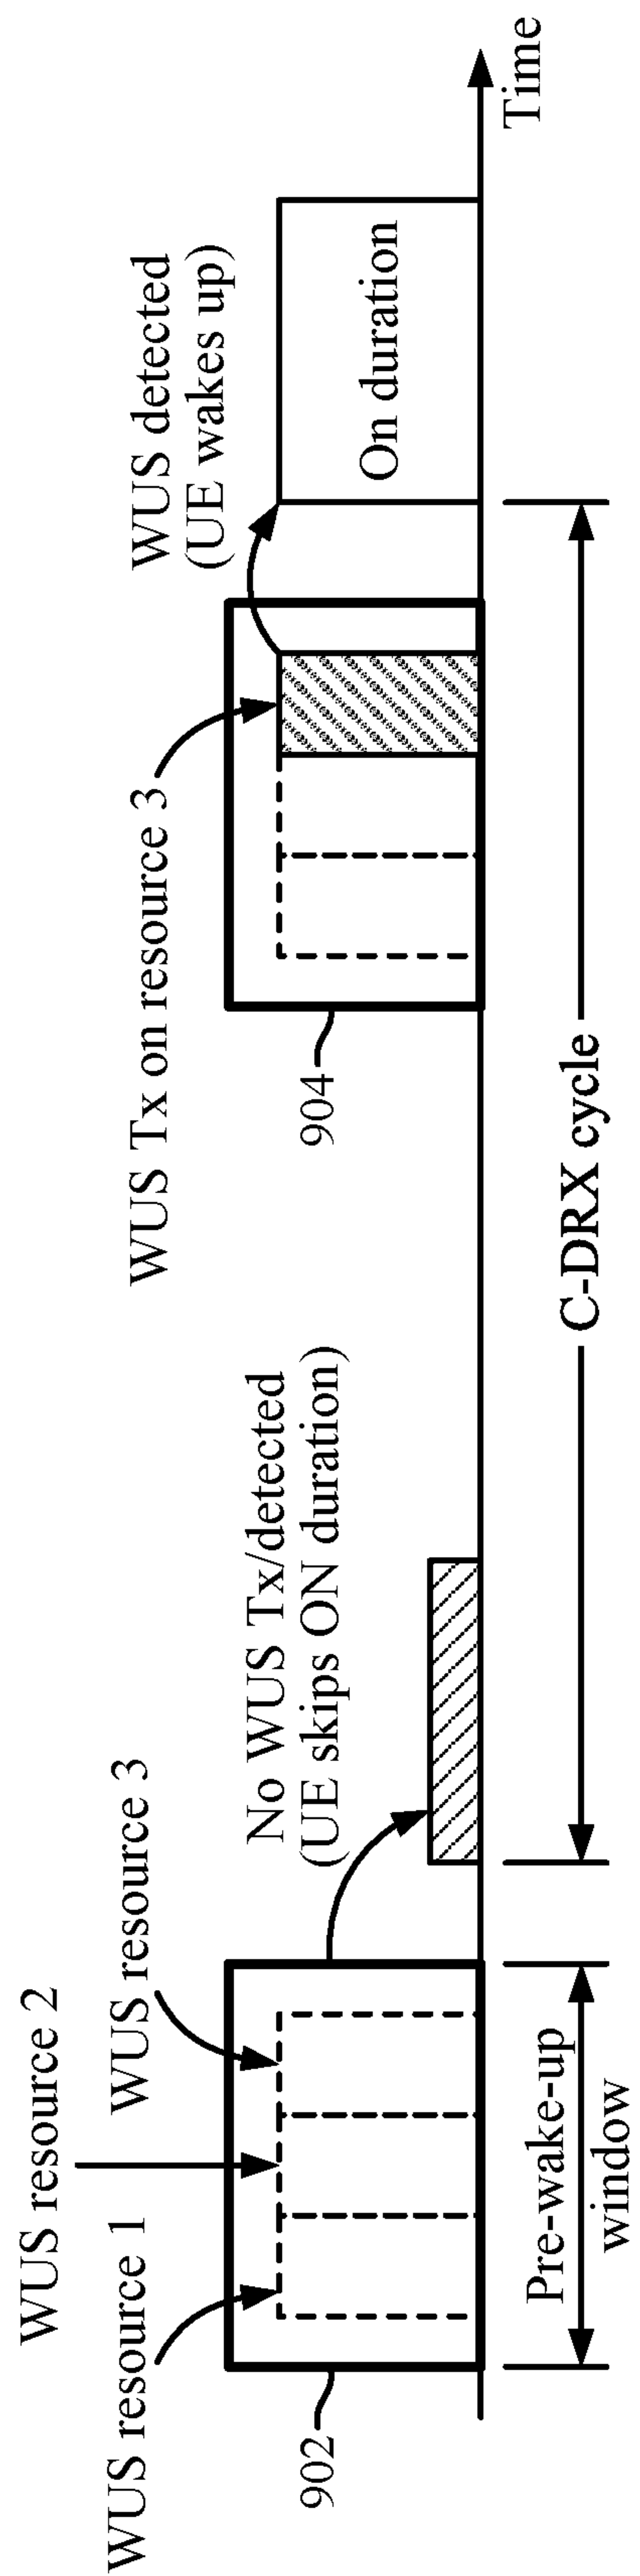 WUS resource 2
WUS resource 1
WUS resource 3
No WUS Tx/detected
(UE skips ON duration)
WUS Tx on resource 3
WUS detected
(UE wakes up)
902
904
On duration
Time
Pre-wake-up
window
C-DRX cycle